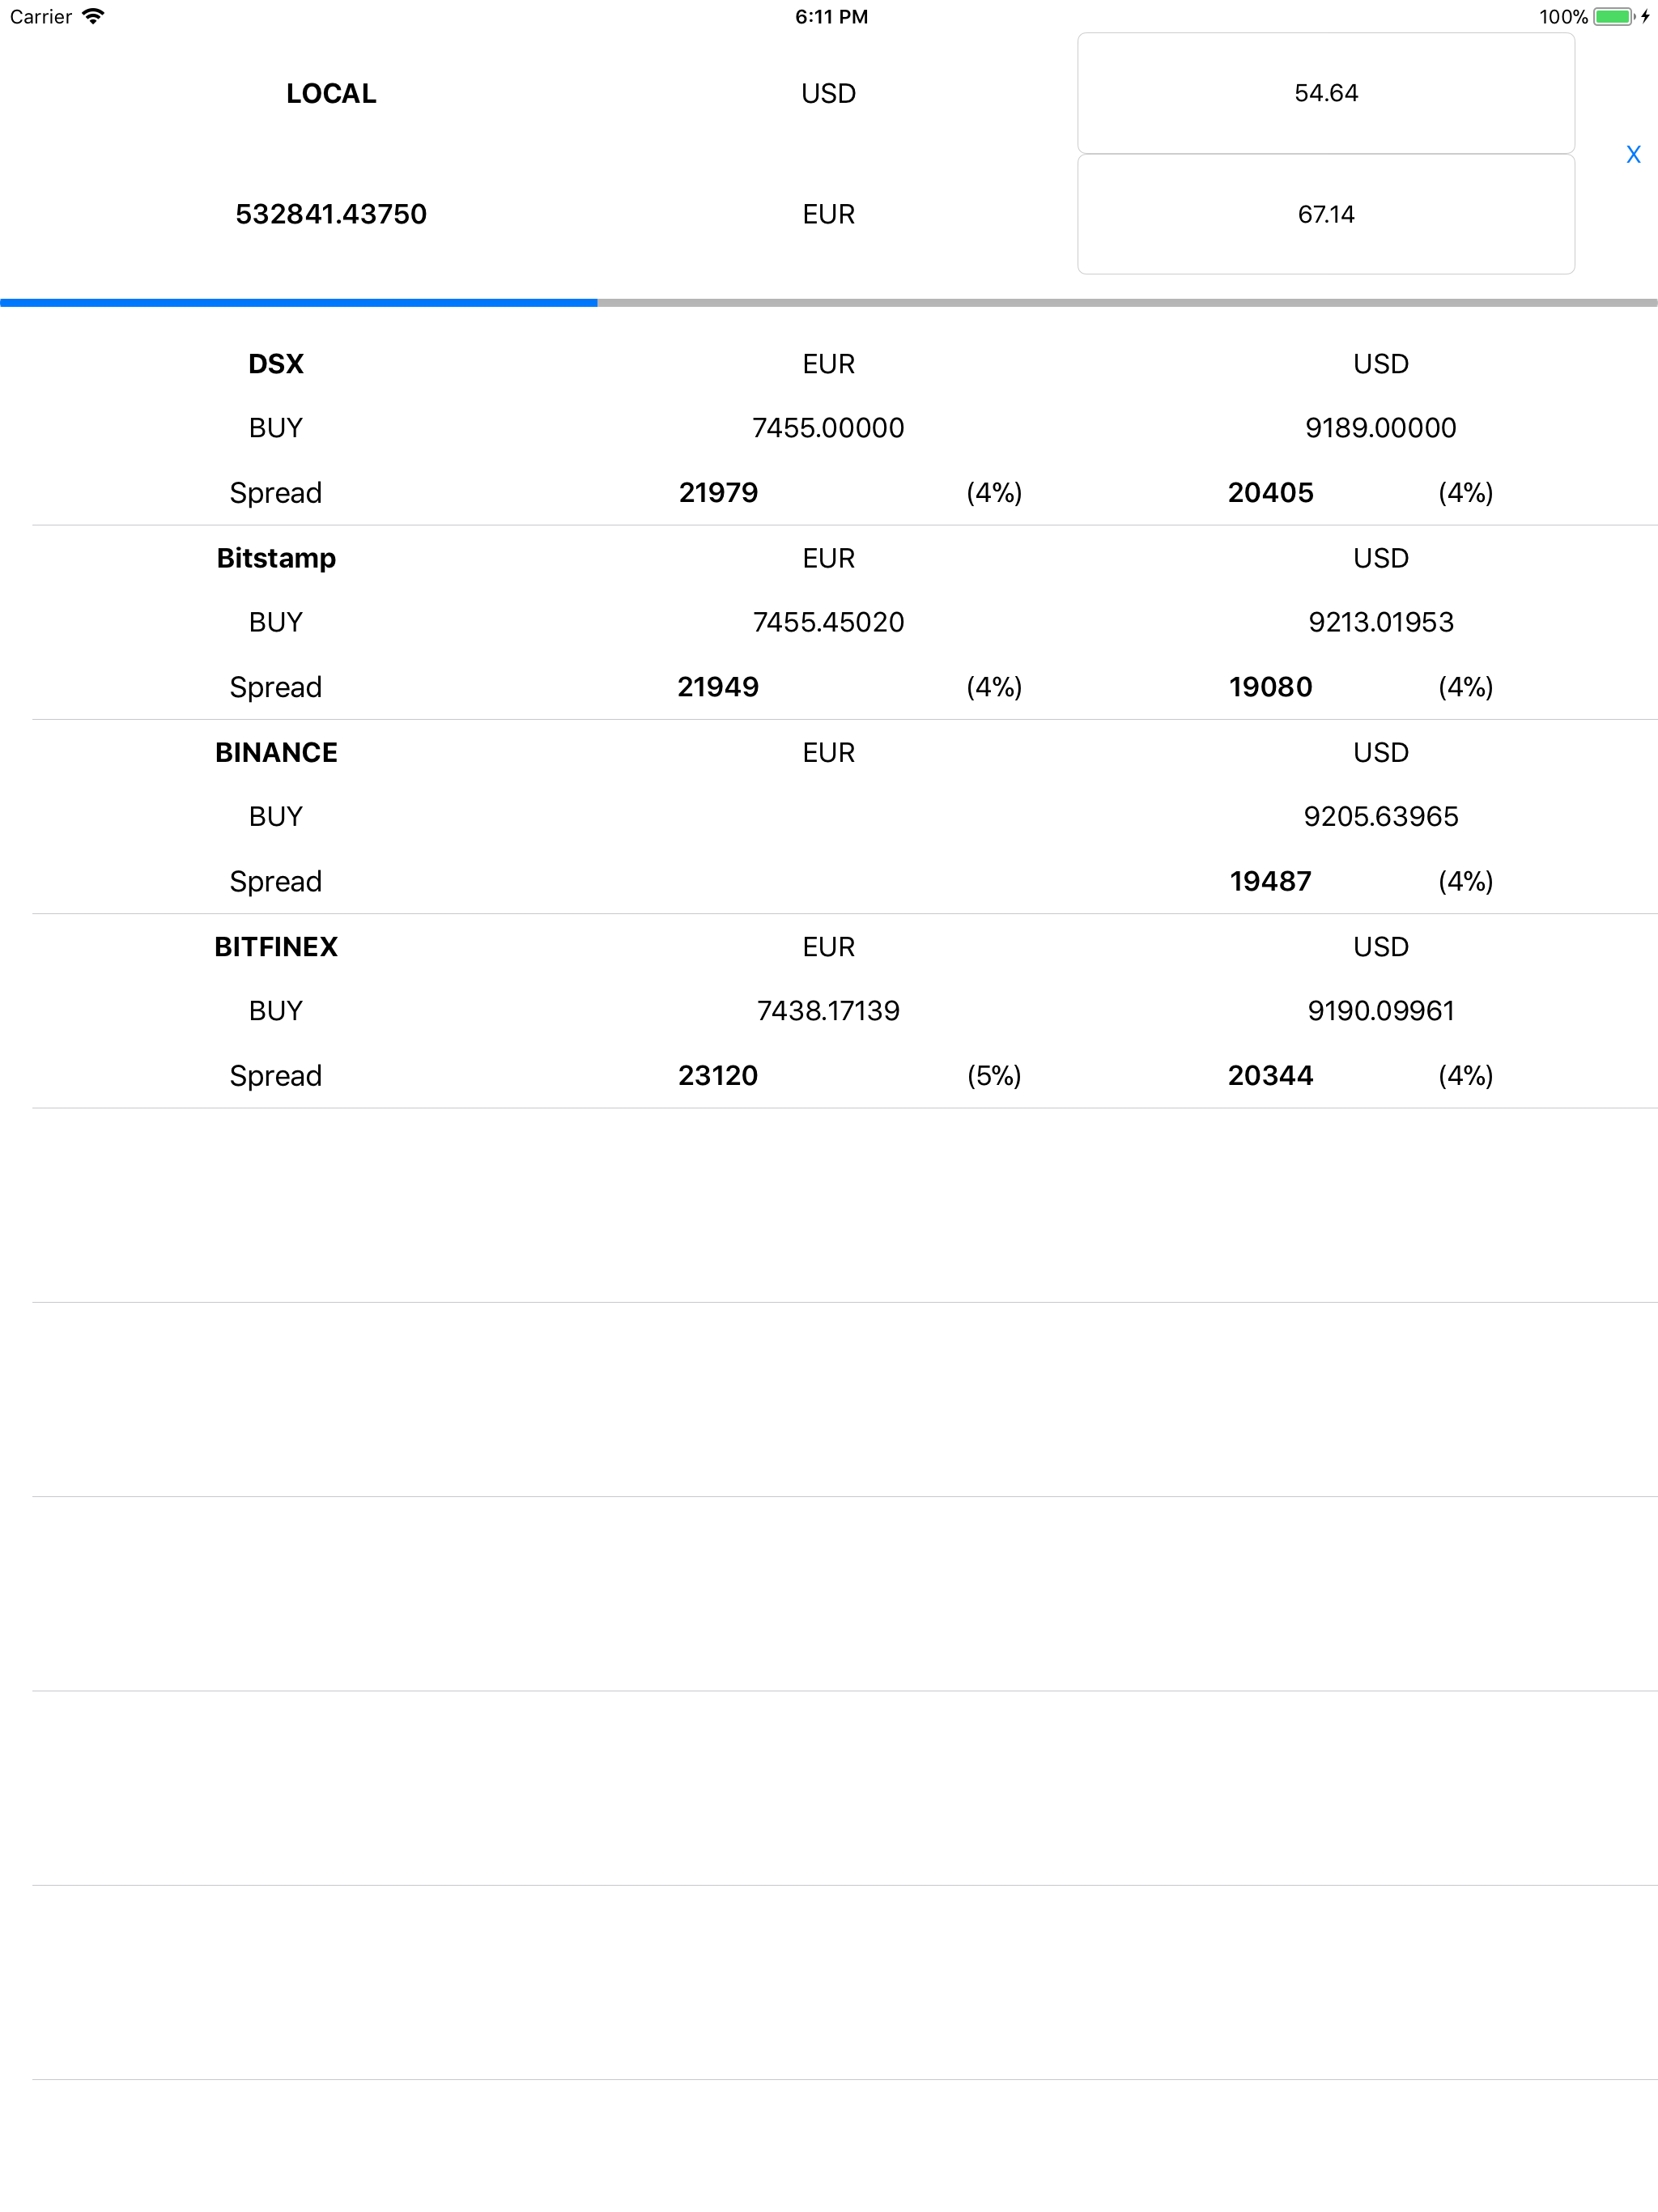 Carrier 6:11 PM 100%
LOCAL USD 54.64
X
532841.43750 EUR 67.14
DSX EUR USD
BUY 7455.00000 9189.00000
Spread 21979 (4%) 20405 (4%)
Bitstamp EUR USD
BUY 7455.45020 9213.01953
Spread 21949 (4%) 19080 (4%)
BINANCE EUR USD
BUY 9205.63965
Spread 19487 (4%)
BITFINEX EUR USD
BUY 7438.17139 9190.09961
Spread 23120 (5%) 20344 (4%)